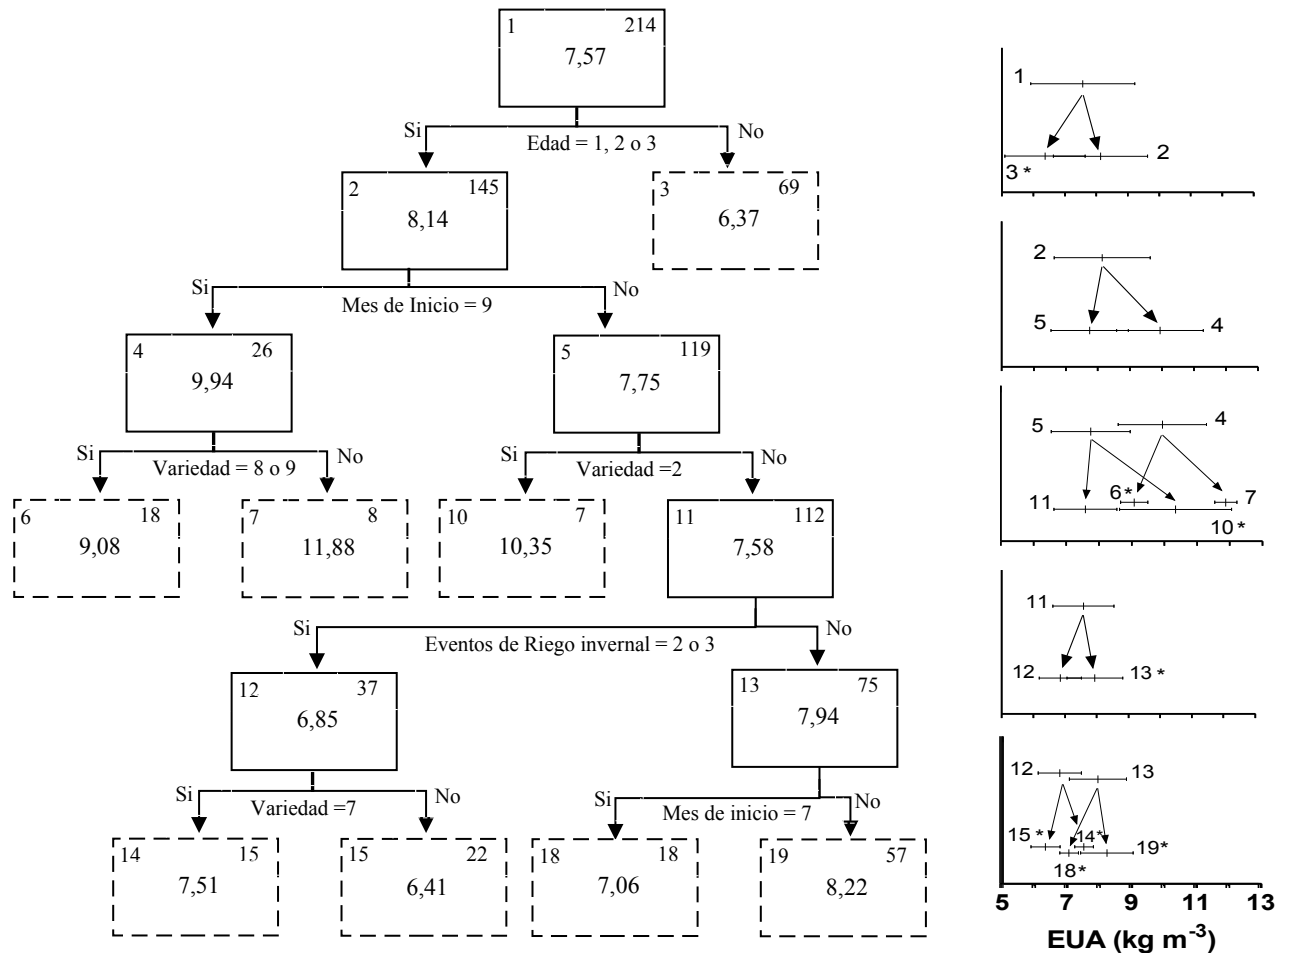 1 214
7,57
Si No
Edad = 1, 2 o 3
2 145
8,14
3 69
6,37
Si No
Mes de Inicio = 9
4 26
9,94
5 119
7,75
Si No
Variedad = 8 o 9
Si No
Variedad =2
6 18
9,08
7 8
11,88
10 7
10,35
11 112
7,58
Si No
Eventos de Riego invernal = 2 o 3
12 37
6,85
13 75
7,94
Si No
Variedad =7
Si No
Mes de inicio = 7
14 15
7,51
15 22
6,41
18 18
7,06
19 57
8,22
1
2
3 *
2
5 4
5 4
6 * 7
11
10 *
11
12 13 *
12 13
15 * 14 * 19 *
18 *
5 7 9 11 13
EUA (kg m-3)